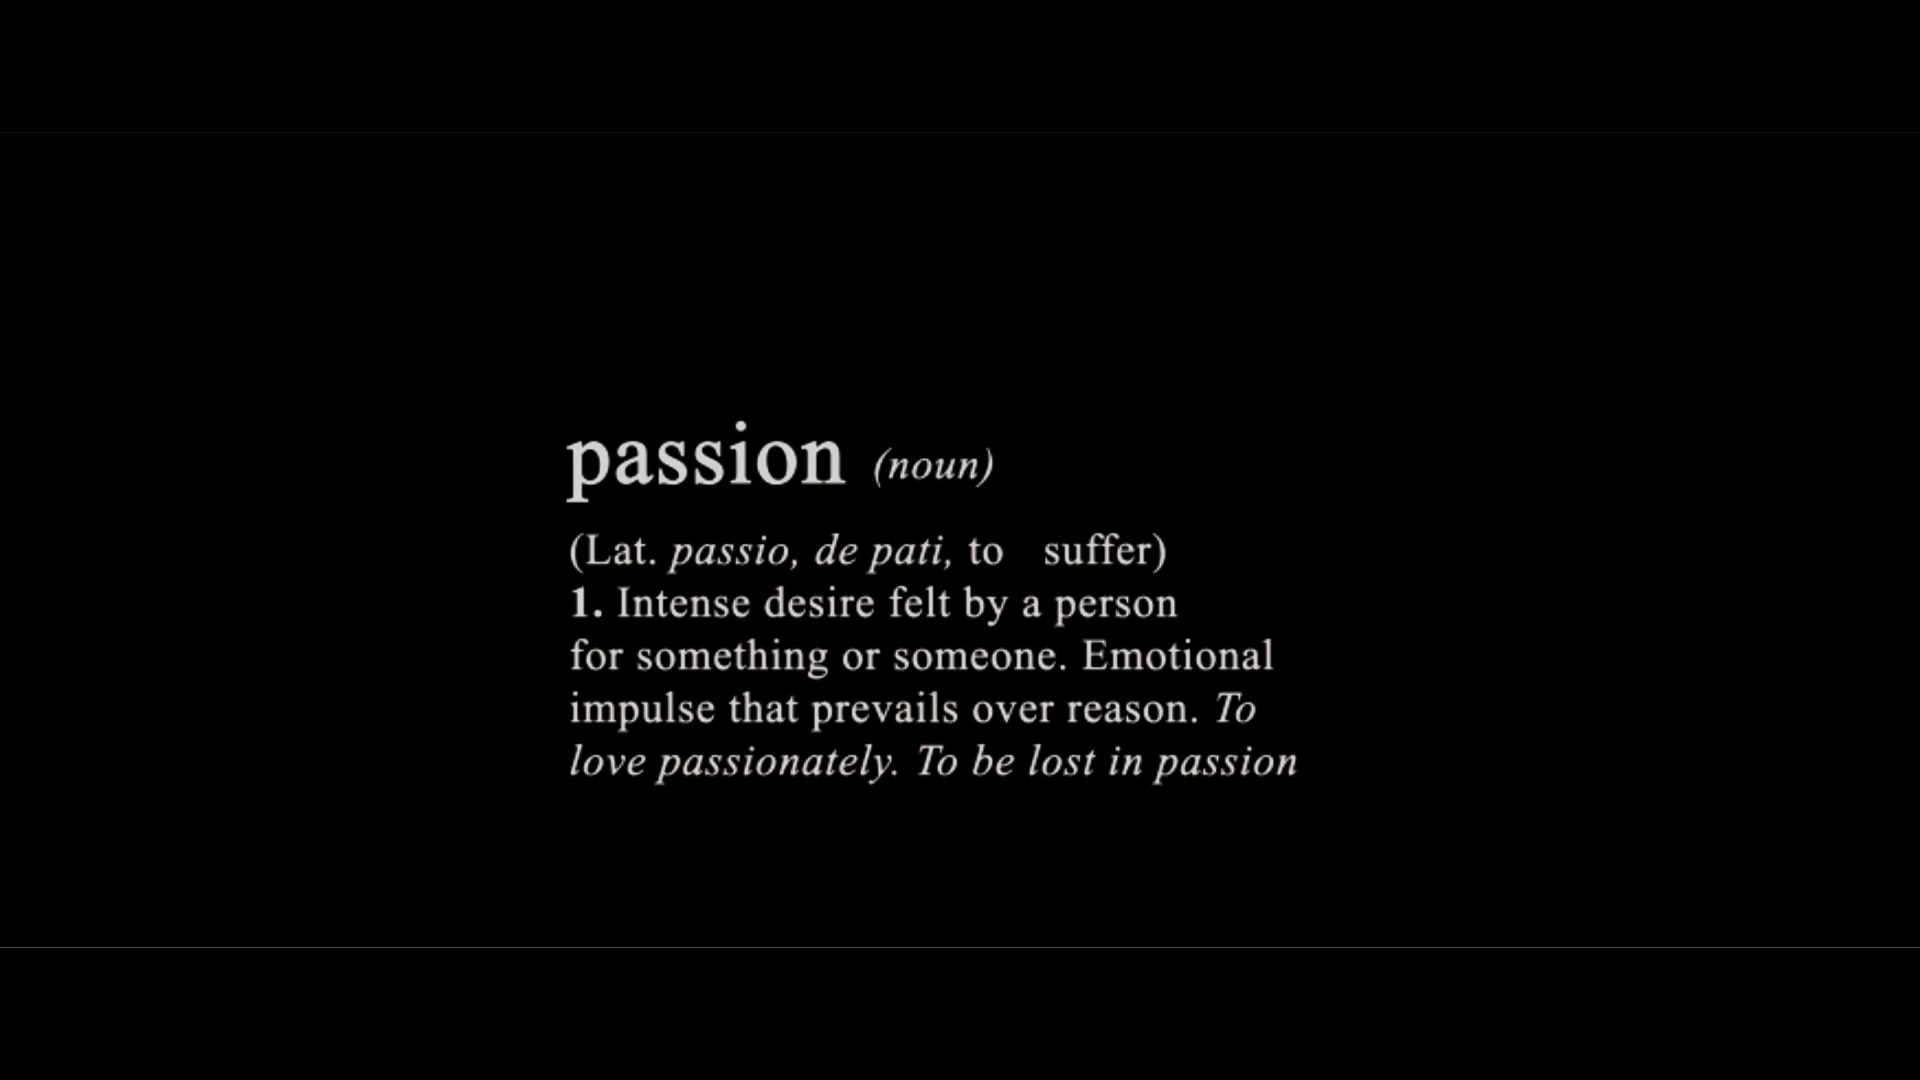 passion (noun)
(Lat. passio, de pati, to suffer)
1. Intense desire felt by a person
for something or someone. Emotional
impulse that prevails over reason. To
love passionately. To be lost in passion